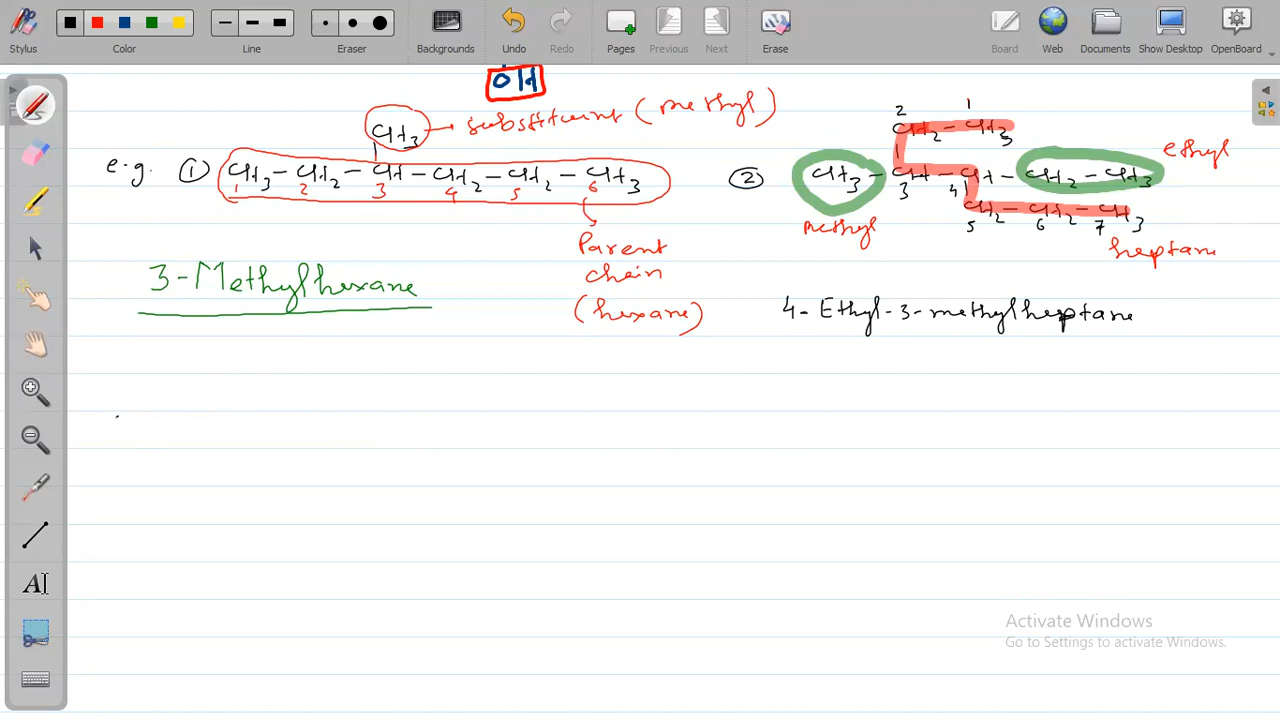 Stylus
Color
Line
Eraser
Backgrounds
Undo
Redo
Pages
Previous
Next
Erase
Board
Web
Documents
Show Desktop
OpenBoard
OH
e.g. ① CH3 → substituent (methyl)
CH3 - CH2 - CH - CH2 - CH2 - CH3
1 2 3 4 5 6
Parent
chain
(hexane)
3-Methylhexane
② 2 1
CH2 - CH3
CH3 - CH - CH - CH2 - CH3 ethyl
3 4
methyl CH2 - CH2 - CH3
5 6 7
heptane
4-Ethyl-3-methylheptane
AI
Activate Windows
Go to Settings to activate Windows.